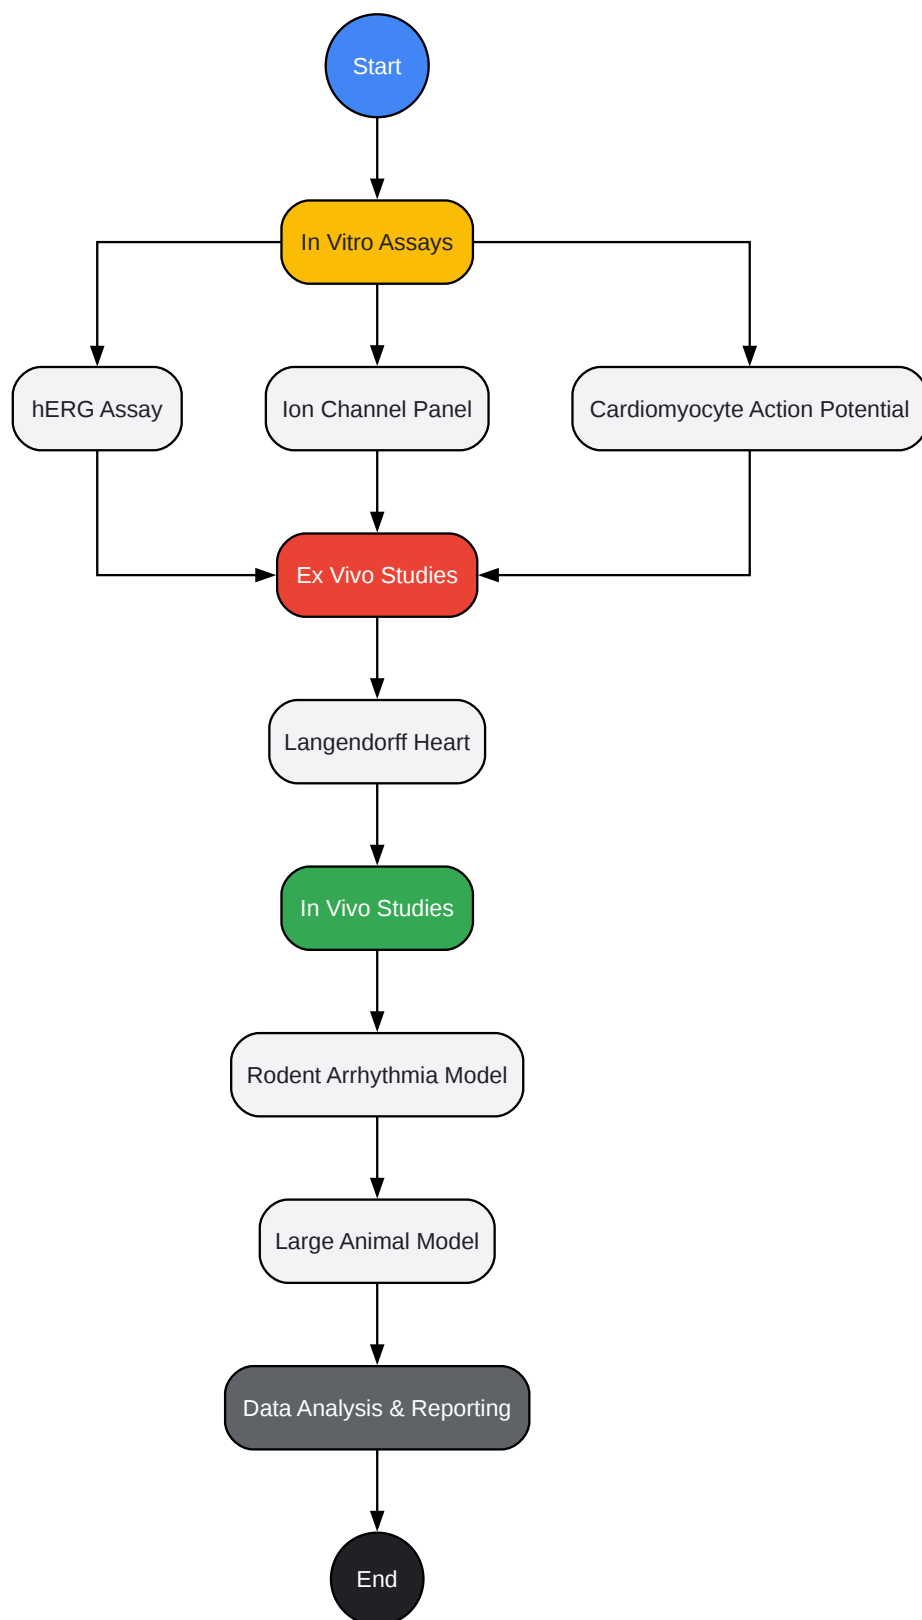 Start
In Vitro Assays
hERG Assay
Ion Channel Panel
Cardiomyocyte Action Potential
Ex Vivo Studies
Langendorff Heart
In Vivo Studies
Rodent Arrhythmia Model
Large Animal Model
Data Analysis & Reporting
End